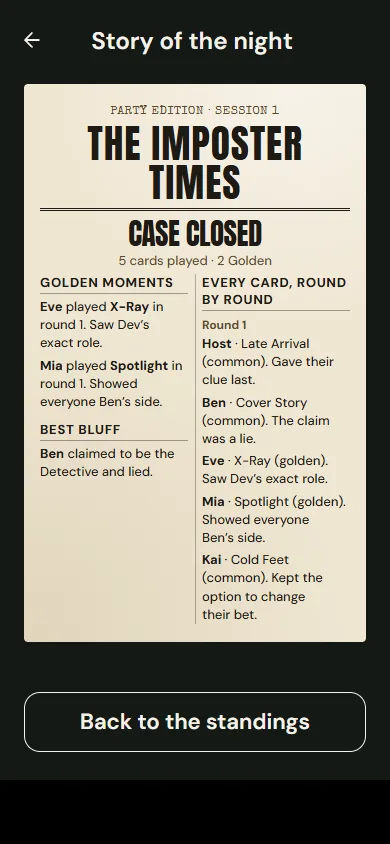 Story of the night
PARTY EDITION · SESSION 1
THE IMPOSTER
TIMES
CASE CLOSED
5 cards played · 2 Golden
GOLDEN MOMENTS
Eve played X-Ray in
round 1. Saw Dev’s
exact role.
Mia played Spotlight in
round 1. Showed
everyone Ben’s side.
BEST BLUFF
Ben claimed to be the
Detective and lied.
EVERY CARD, ROUND
BY ROUND
Round 1
Host · Late Arrival
(common). Gave their
clue last.
Ben · Cover Story
(common). The claim
was a lie.
Eve · X-Ray (golden).
Saw Dev’s exact role.
Mia · Spotlight (golden).
Showed everyone
Ben’s side.
Kai · Cold Feet
(common). Kept the
option to change
their bet.
Back to the standings